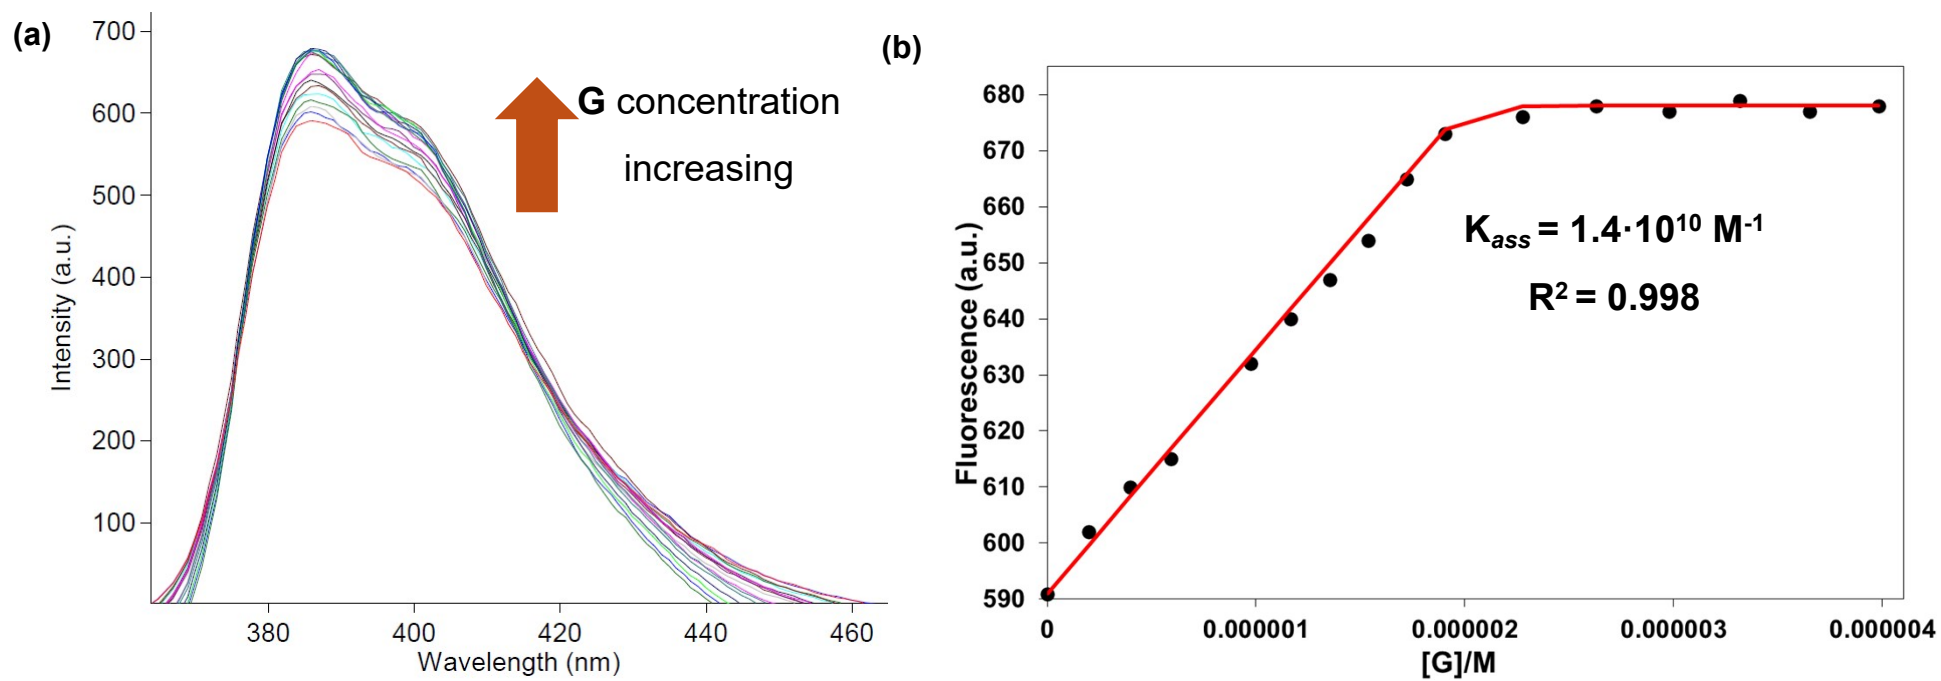 (a)
700
600
500
400
300
200
100
Intensity (a.u.)
380
400
420
440
460
Wavelength (nm)
G concentration
increasing
(b)
680
670
660
650
640
630
620
610
600
590
Fluorescence (a.u.)
0
0.000001
0.000002
0.000003
0.000004
[G]/M
Kass = 1.4·10¹⁰ M⁻¹
R² = 0.998